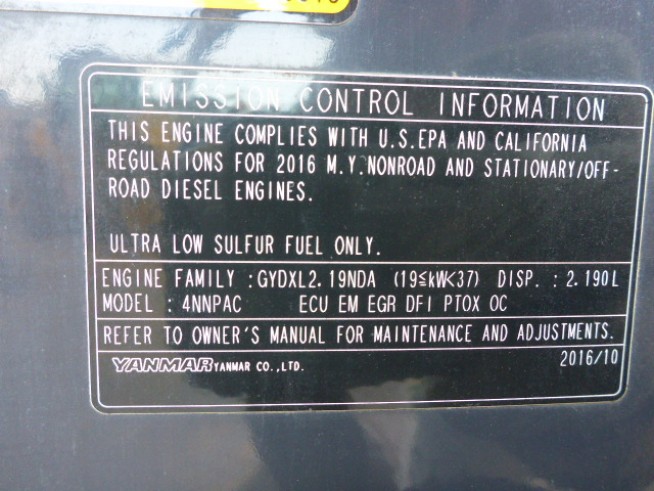 EMISSION CONTROL INFORMATION
THIS ENGINE COMPLIES WITH U.S.EPA AND CALIFORNIA
REGULATIONS FOR 2016 M.Y.NONROAD AND STATIONARY/OFF-
ROAD DIESEL ENGINES.
ULTRA LOW SULFUR FUEL ONLY.
ENGINE FAMILY :GYDXL2.19NDA (19≦kW<37) DISP. : 2.190L
MODEL : 4NNPAC ECU EM EGR DFI PTOX OC
REFER TO OWNER'S MANUAL FOR MAINTENANCE AND ADJUSTMENTS.
YANMAR YANMAR CO.,LTD. 2016/10